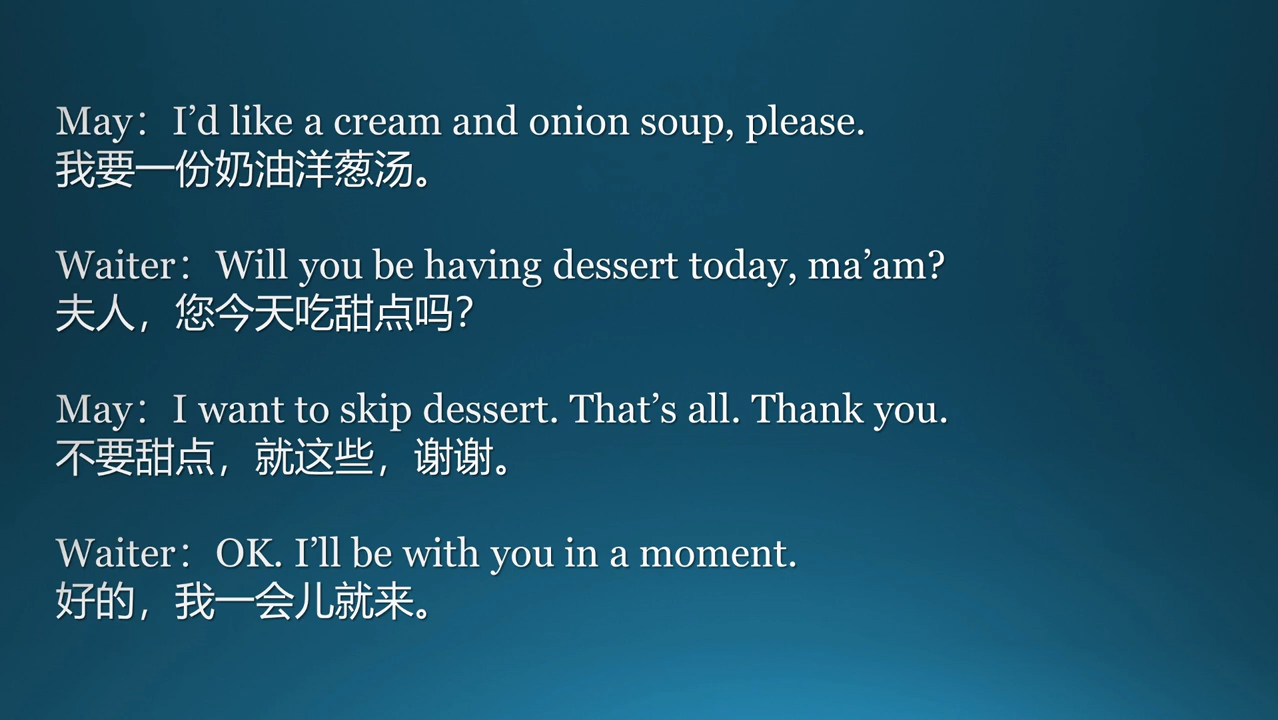 May：I’d like a cream and onion soup, please.
我要一份奶油洋葱汤。
Waiter：Will you be having dessert today, ma’am?
夫人，您今天吃甜点吗？
May：I want to skip dessert. That’s all. Thank you.
不要甜点，就这些，谢谢。
Waiter：OK. I’ll be with you in a moment.
好的，我一会儿就来。